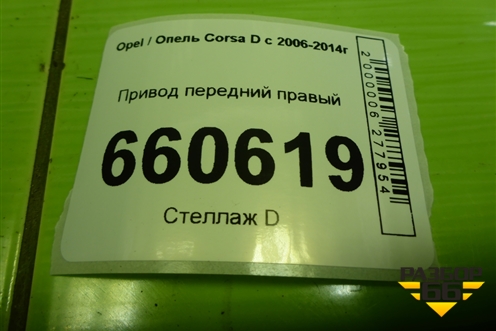 Opel / Опель Corsa D с 2006-2014г
Привод передний правый
660619
Стеллаж D
2000006277954
РАЗБОР
66